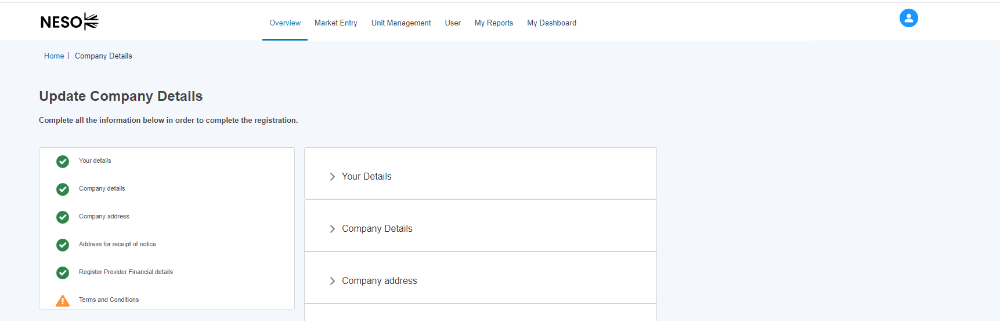 NESO
Overview Market Entry Unit Management User My Reports My Dashboard
Home | Company Details
Update Company Details
Complete all the information below in order to complete the registration.
Your details
Company details
Company address
Address for receipt of notice
Register Provider Financial details
Terms and Conditions
Your Details
Company Details
Company address